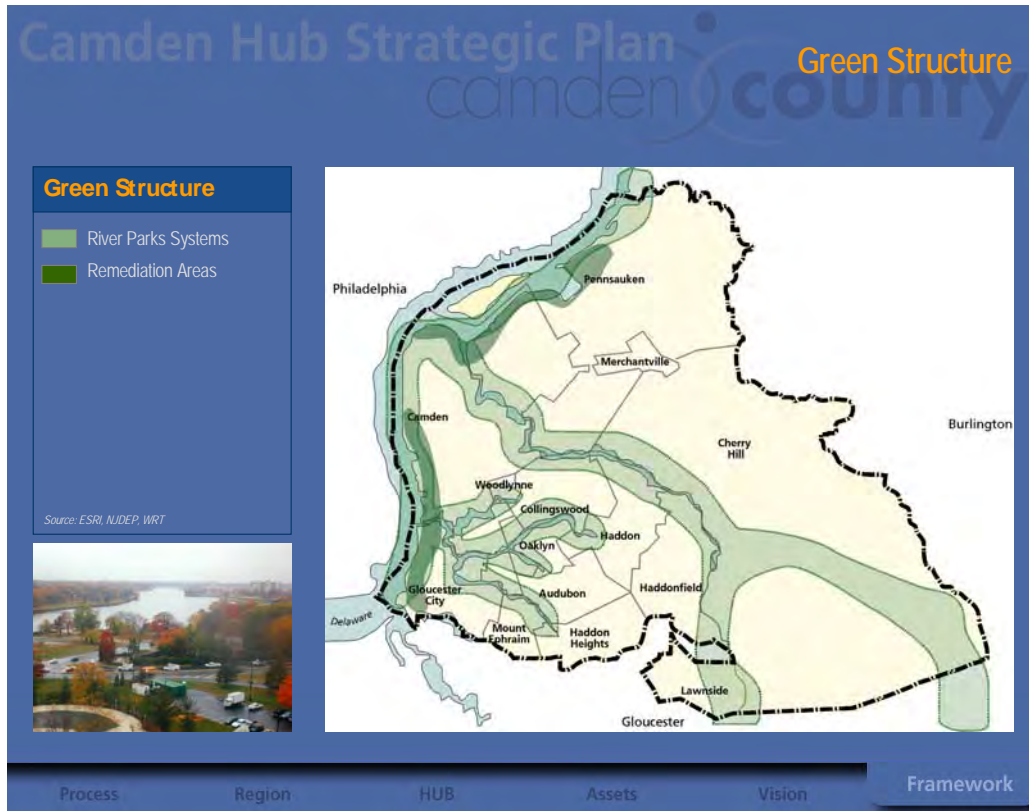 Camden Hub Strategic Plan
camden county
Green Structure
Green Structure
River Parks Systems
Remediation Areas
Source: ESRI, NJDEP, WRT
Philadelphia
Pennsauken
Merchantville
Camden
Cherry
Hill
Burlington
Woodlynne
Collingswood
Oaklyn
Haddon
Gloucester
City
Audubon
Haddonfield
Delaware
Mount
Ephraim
Haddon
Heights
Lawnside
Gloucester
Process
Region
HUB
Assets
Vision
Framework